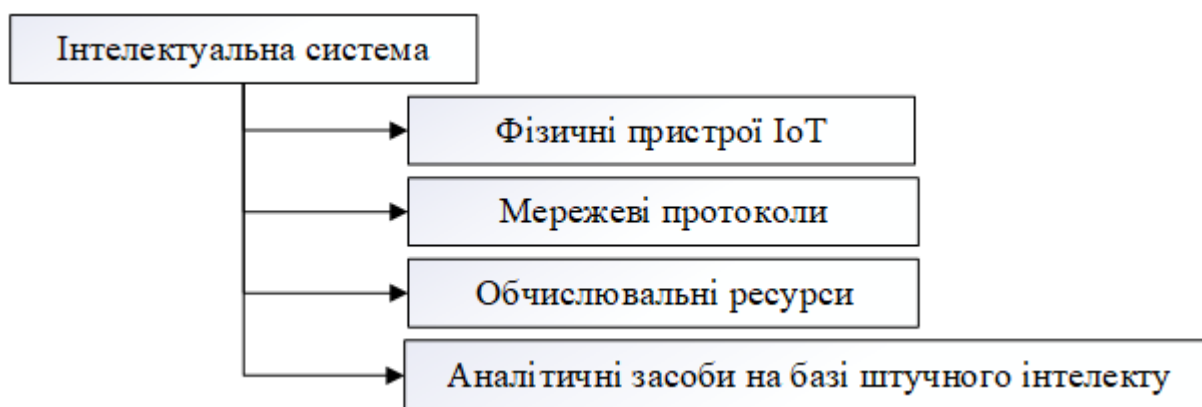 Інтелектуальна система
Фізичні пристрої IoT
Мережеві протоколи
Обчислювальні ресурси
Аналітичні засоби на базі штучного інтелекту